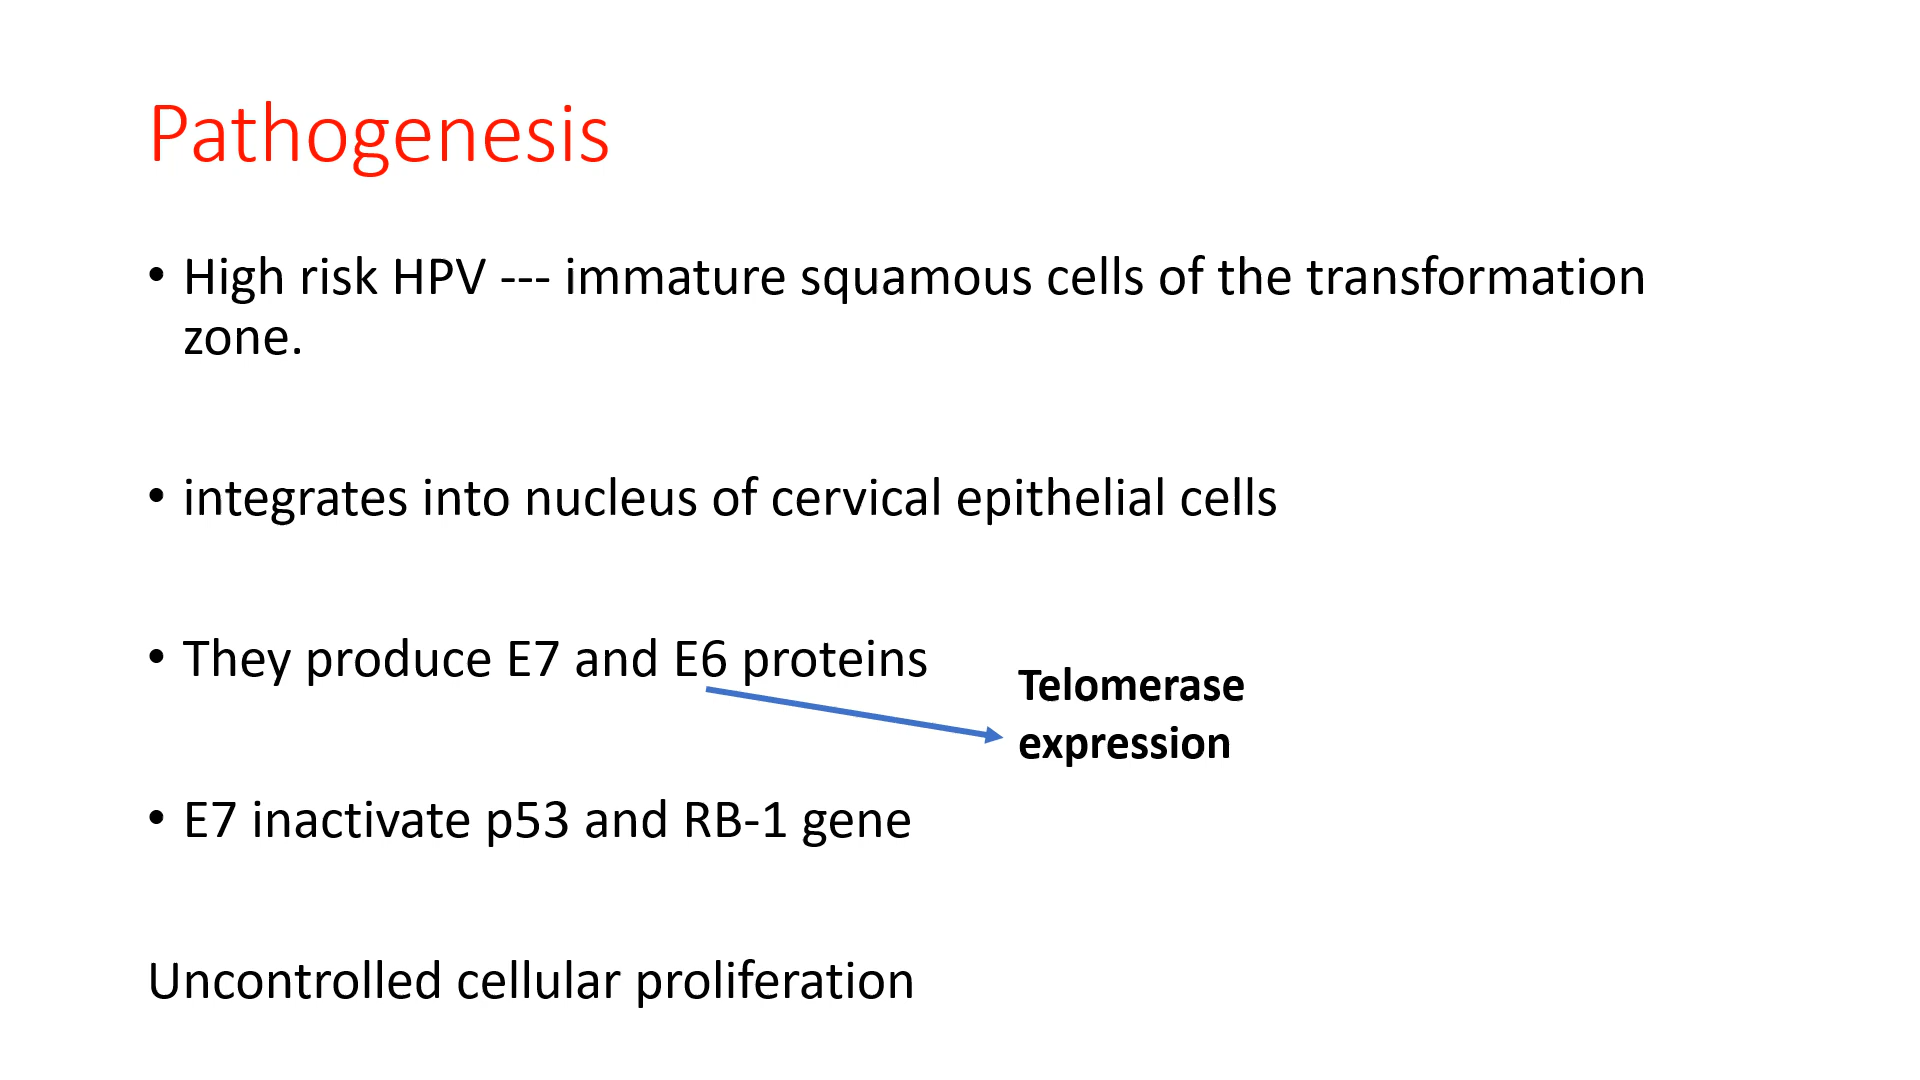 Pathogenesis
• High risk HPV --- immature squamous cells of the transformation
zone.
• integrates into nucleus of cervical epithelial cells
• They produce E7 and E6 proteins
Telomerase
expression
• E7 inactivate p53 and RB-1 gene
Uncontrolled cellular proliferation